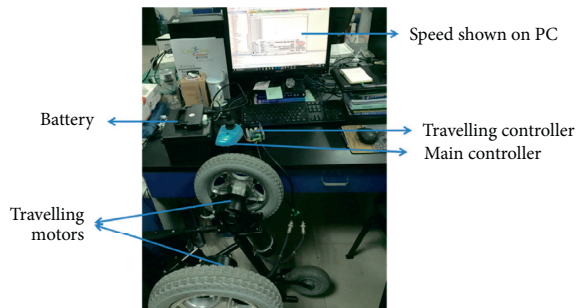 Speed shown on PC
Battery
Travelling controller
Main controller
Travelling
motors